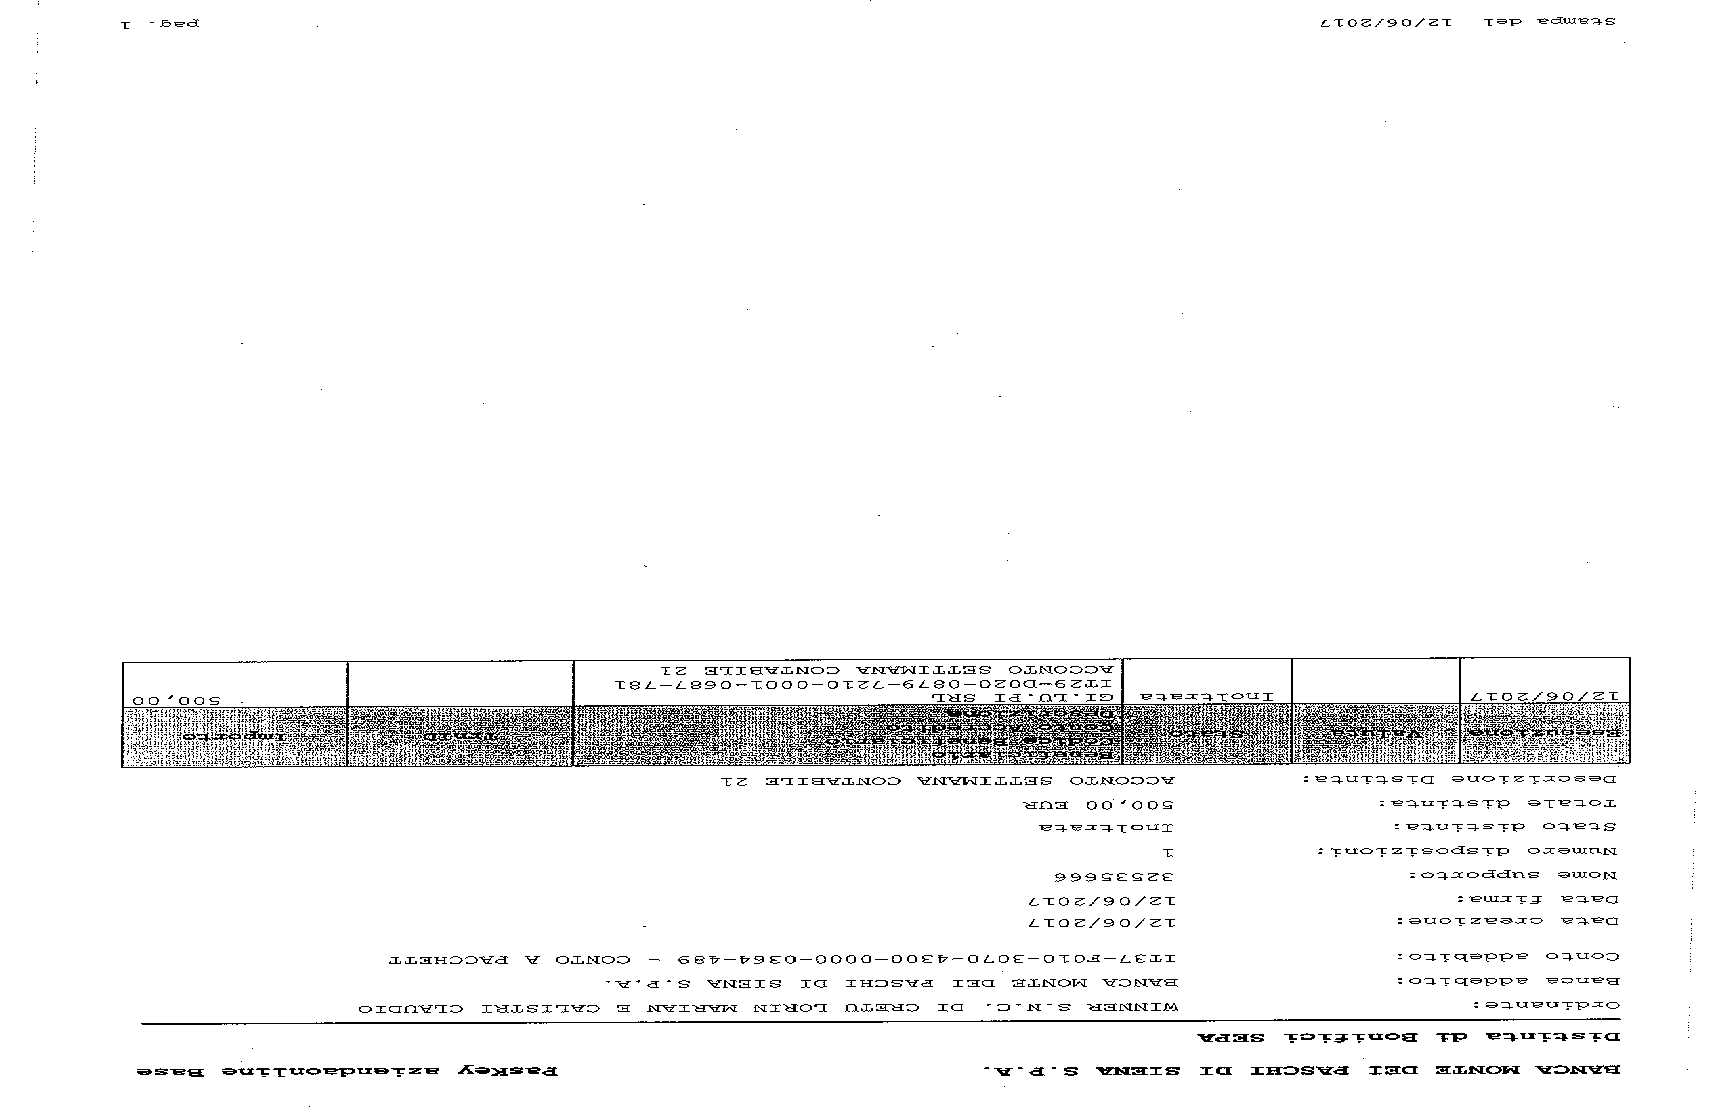 BANCA MONTE DEI PASCHI DI SIENA S.P.A. PasKey aziendaonline Base
Distinta di Bonifici SEPA
Ordinante: WINNER S.N.C. DI CRETU LORIN MARIAN E CALISTRI CLAUDIO
Banca addebito: BANCA MONTE DEI PASCHI DI SIENA S.P.A.
Conto addebito: IT37-F010-3070-4300-0000-0364-489 - CONTO A PACCHETT
Data creazione: 12/06/2017
Data firma: 12/06/2017
Nome supporto: 32535666
Numero disposizioni: 1
Stato distinta: Inoltrata
Totale distinta: 500,00 EUR
Descrizione Distinta: ACCONTO SETTIMANA CONTABILE 21
Esecuzione Valuta Stato Importo
12/06/2017 Inoltrata GI.LU.PI SRL 500,00
IT29-D020-0879-7210-0001-0687-781
ACCONTO SETTIMANA CONTABILE 21
Stampa del 12/06/2017 pag. 1